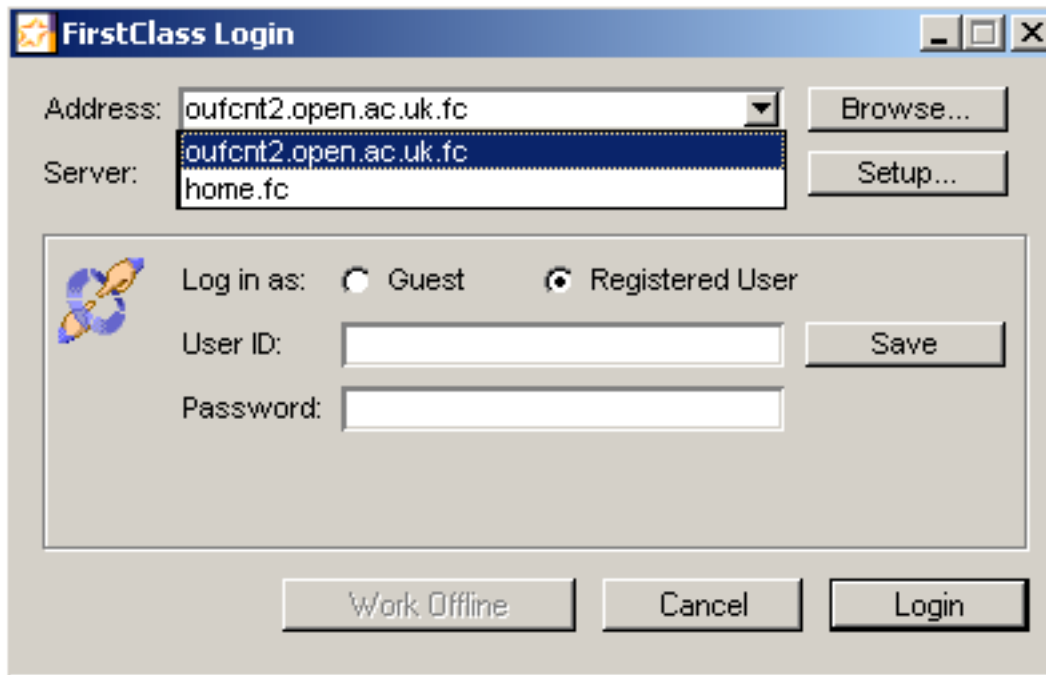 FirstClass Login
Address: oufcnt2.open.ac.uk.fc Browse...
oufcnt2.open.ac.uk.fc
Server: Setup...
home.fc
Log in as: Guest Registered User
User ID: Save
Password:
Work Offline Cancel Login